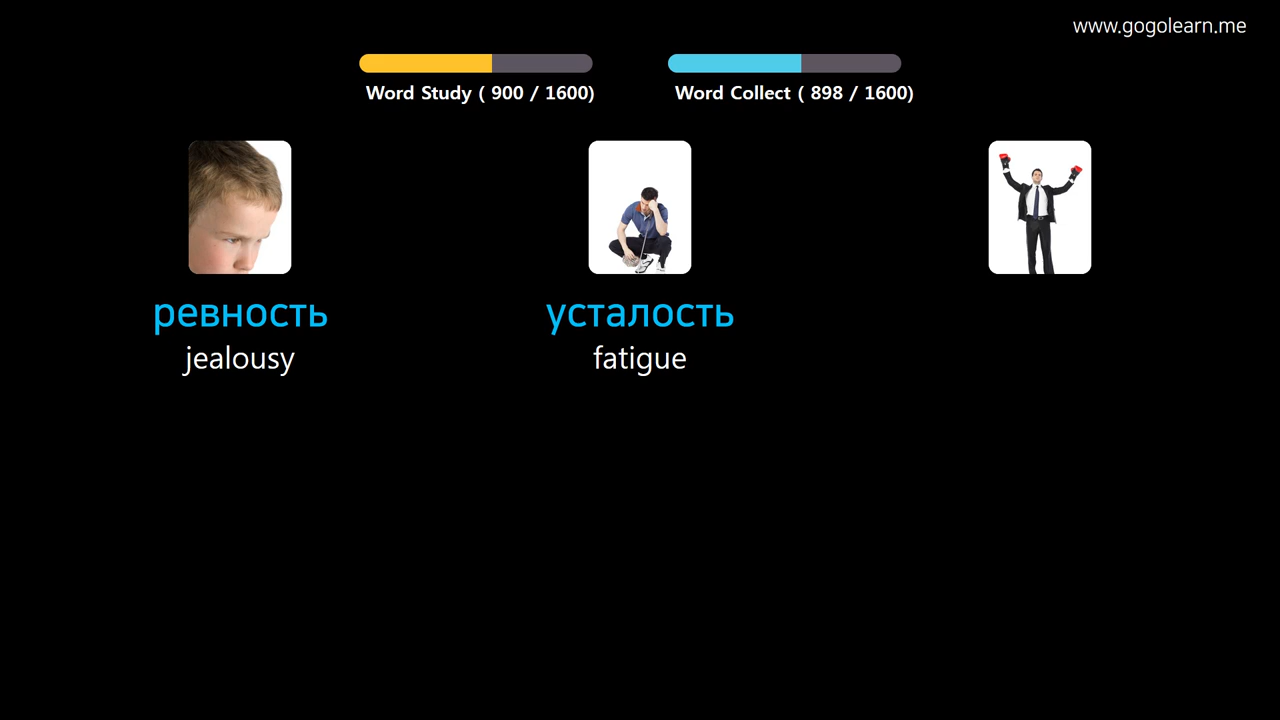 www.gogolearn.me
Word Study ( 900 / 1600)
Word Collect ( 898 / 1600)
ревность
jealousy
усталость
fatigue